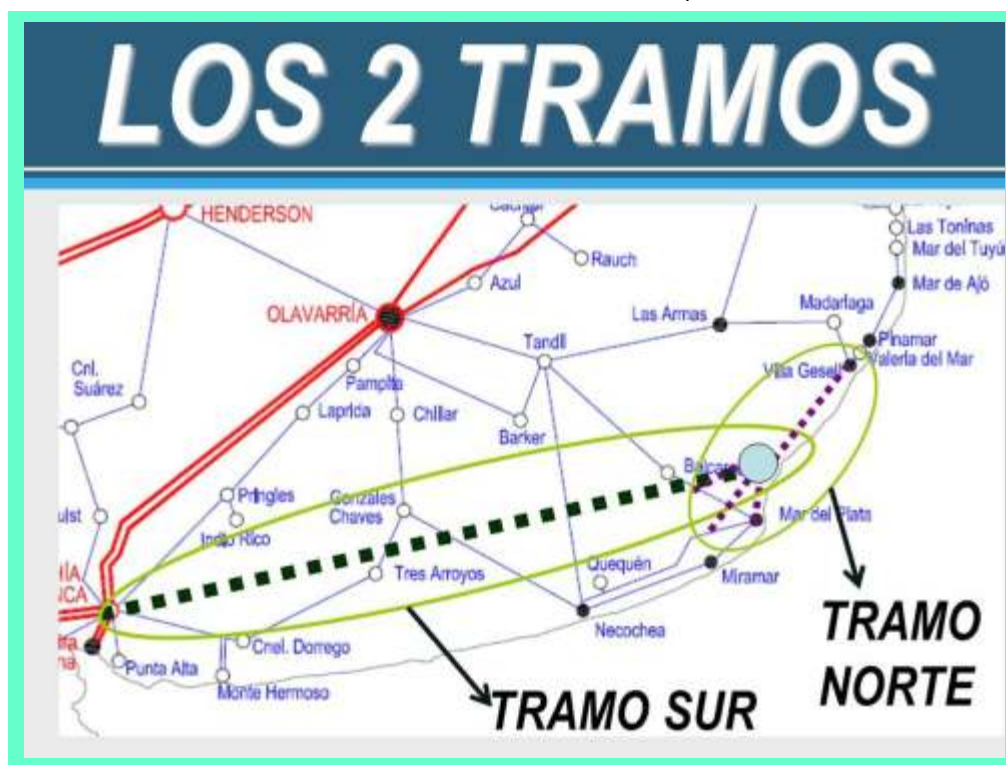 LOS 2 TRAMOS
HENDERSON
Las Toninas
Mar del Tuyú
Rauch
Azul
Mar de Ajó
OLAVARRÍA
Las Armas
Madariaga
Pinamar
Tandil
Valeria del Mar
Villa Gesell
Cnl.
Suárez
Pamplta
Laprida
Chillar
Barker
Balcar
Pringles
Gonzales
Chaves
Mar del Plata
Indio Rico
Tres Arroyos
Quequén
Miramar
Necochea
Cnel. Dorrego
Punta Alta
Monte Hermoso
TRAMO
NORTE
TRAMO SUR